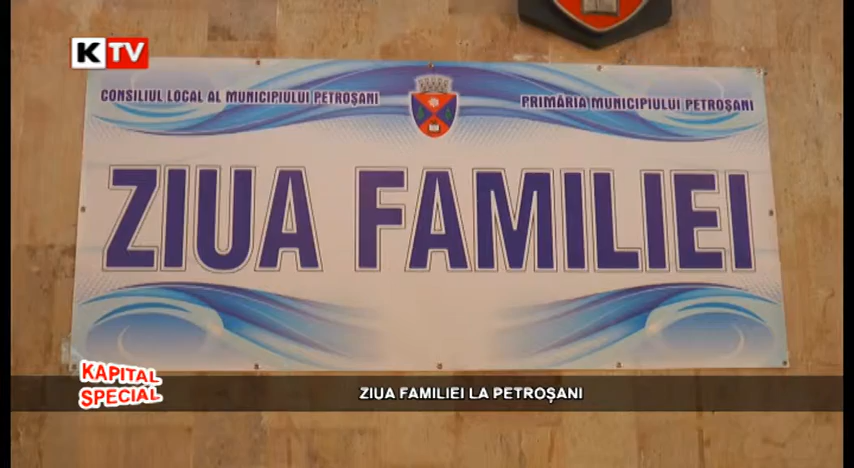 KTV
CONSILIUL LOCAL AL MUNICIPIULUI PETROȘANI
PRIMĂRIA MUNICIPIULUI PETROȘANI
ZIUA FAMILIEI
KAPITAL
SPECIAL
ZIUA FAMILIEI LA PETROȘANI